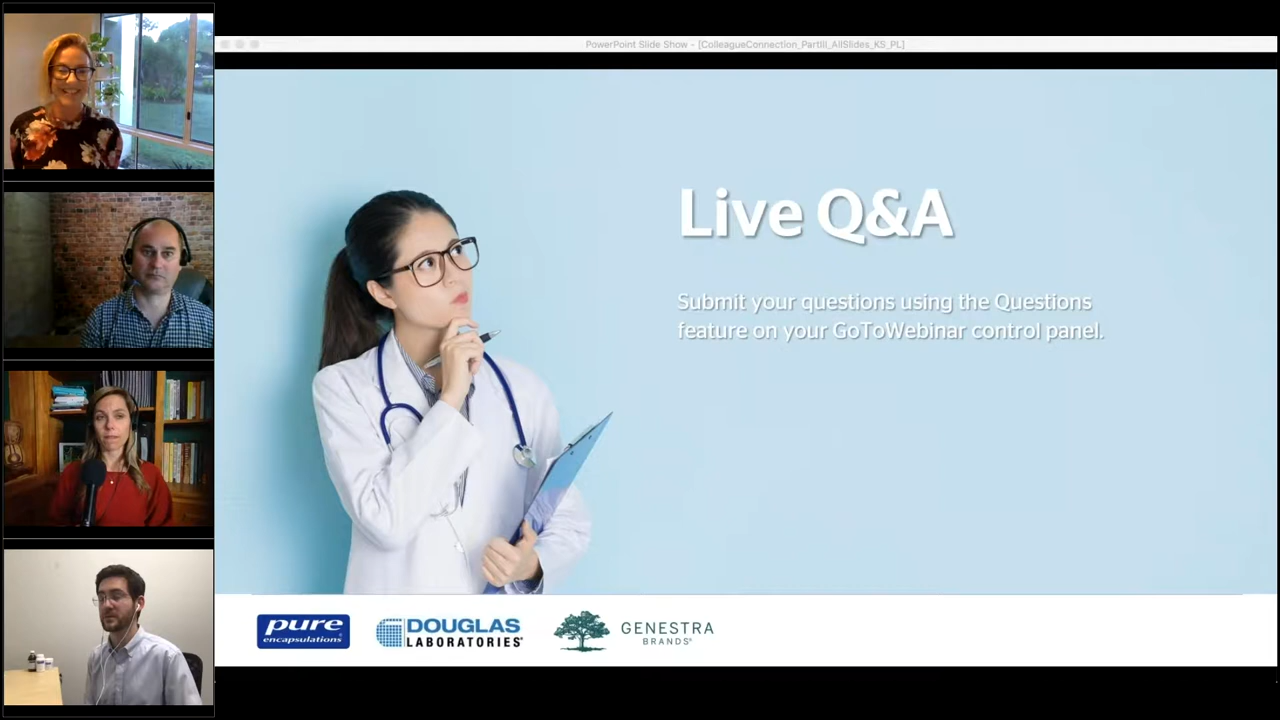 PowerPoint Slide Show - [ColleagueConnection_PartIII_AllSlides_KS_PL]
Live Q&A
Submit your questions using the Questions
feature on your GoToWebinar control panel.
pure
encapsulations®
DOUGLAS
LABORATORIES®
GENESTRA
BRANDS®